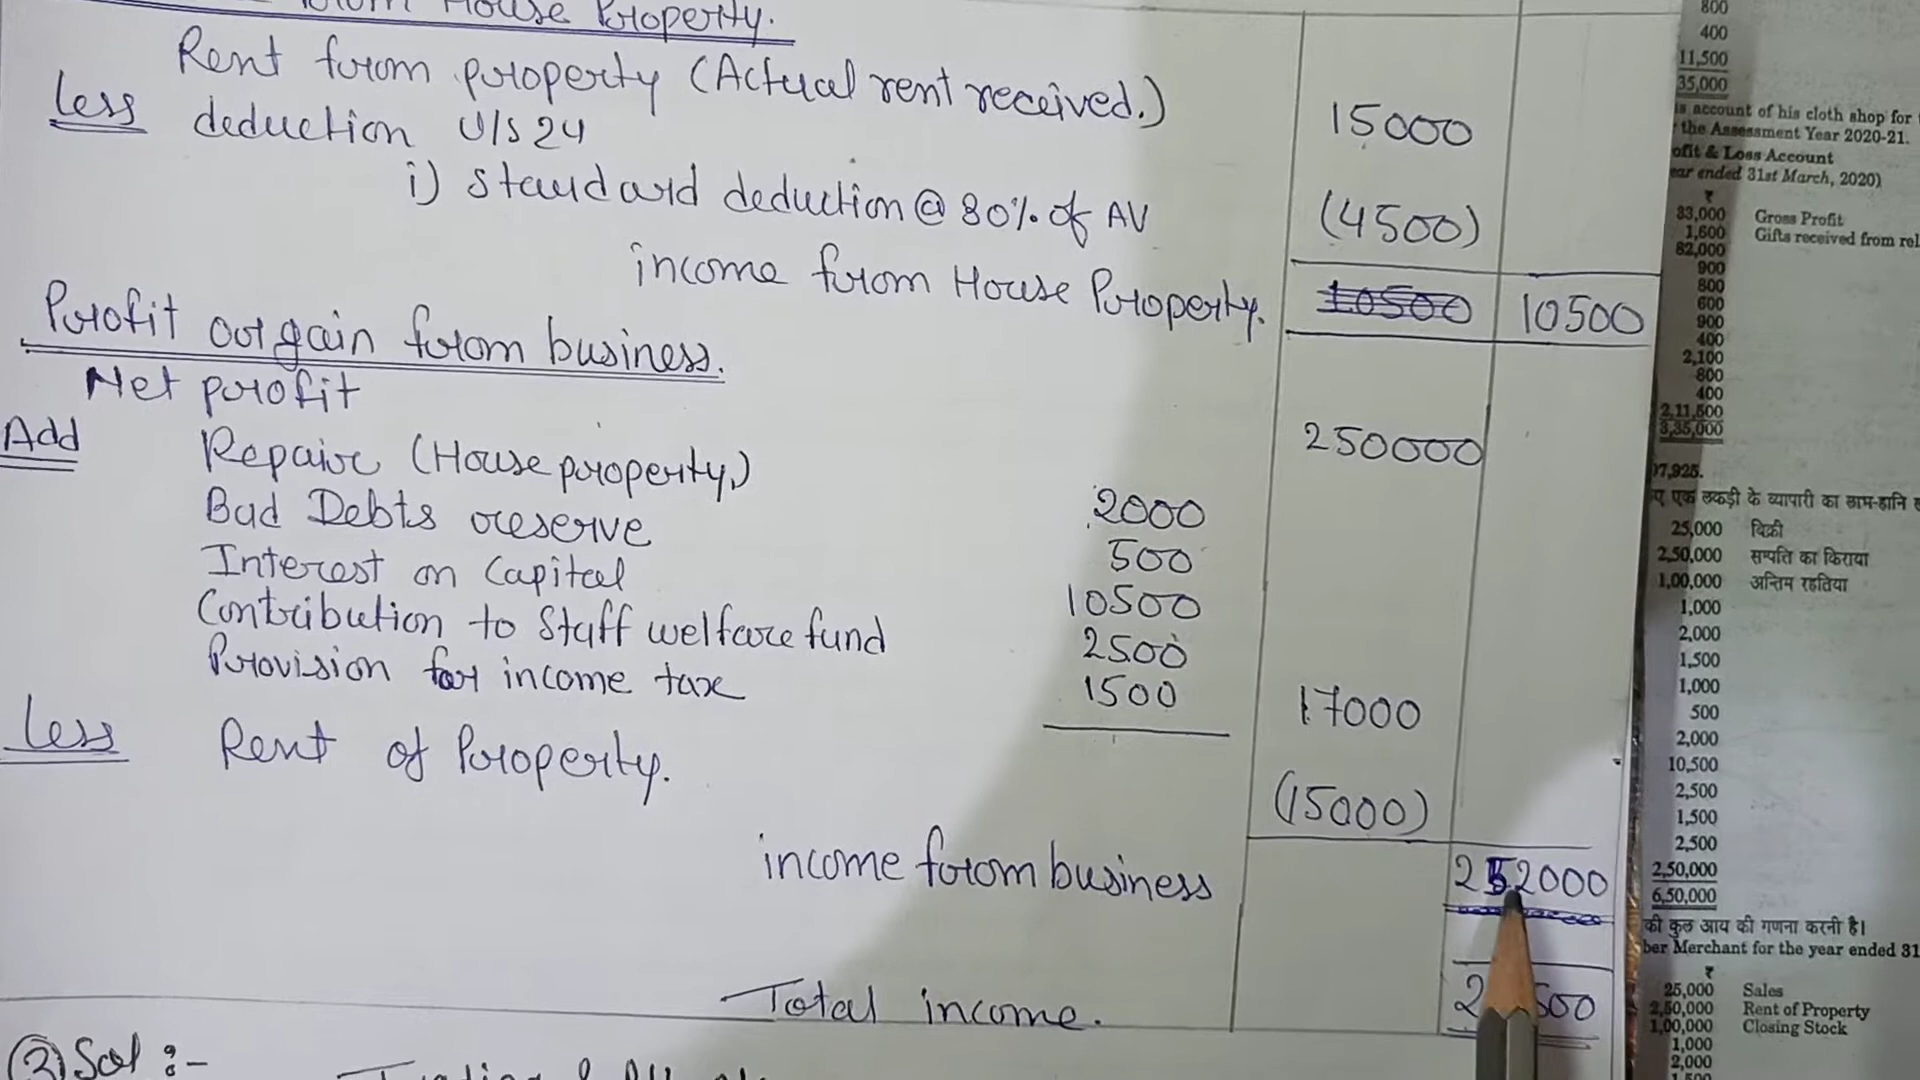 from House Property.
Rent from property (Actual rent received.) 15000
Less deduction U/S 24
i) Standard deduction @ 30% of AV (4500)
income from House Property. 10500 10500
Profit or gain from business.
Net profit 250000
Add Repair (House property) 2000
Bad Debts reserve 500
Interest on Capital 10500
Contribution to Staff welfare fund 2500
Provision for income tax 1500 17000
Less Rent of Property. (15000)
income from business 252000
Total income.
(2) Sol :-
800
400
11,500
35,000
is account of his cloth shop for
the Assessment Year 2020-21.
ofit & Loss Account
ear ended 31st March, 2020)
₹
33,000 Gross Profit
1,600 Gifts received from rel
82,000
900
800
600
900
400
2,100
800
400
2,11,500
3,35,000
07,925.
ए एक लकड़ी के व्यापारी का लाभ-हानि
25,000 बिक्री
2,50,000 सम्पत्ति का किराया
1,00,000 अन्तिम रहतिया
1,000
2,000
1,500
1,000
500
2,000
10,500
2,500
1,500
2,500
2,50,000
6,50,000
की कुल आय की गणना करनी है।
ber Merchant for the year ended 31
₹
25,000 Sales
2,50,000 Rent of Property
1,00,000 Closing Stock
1,000
2,000